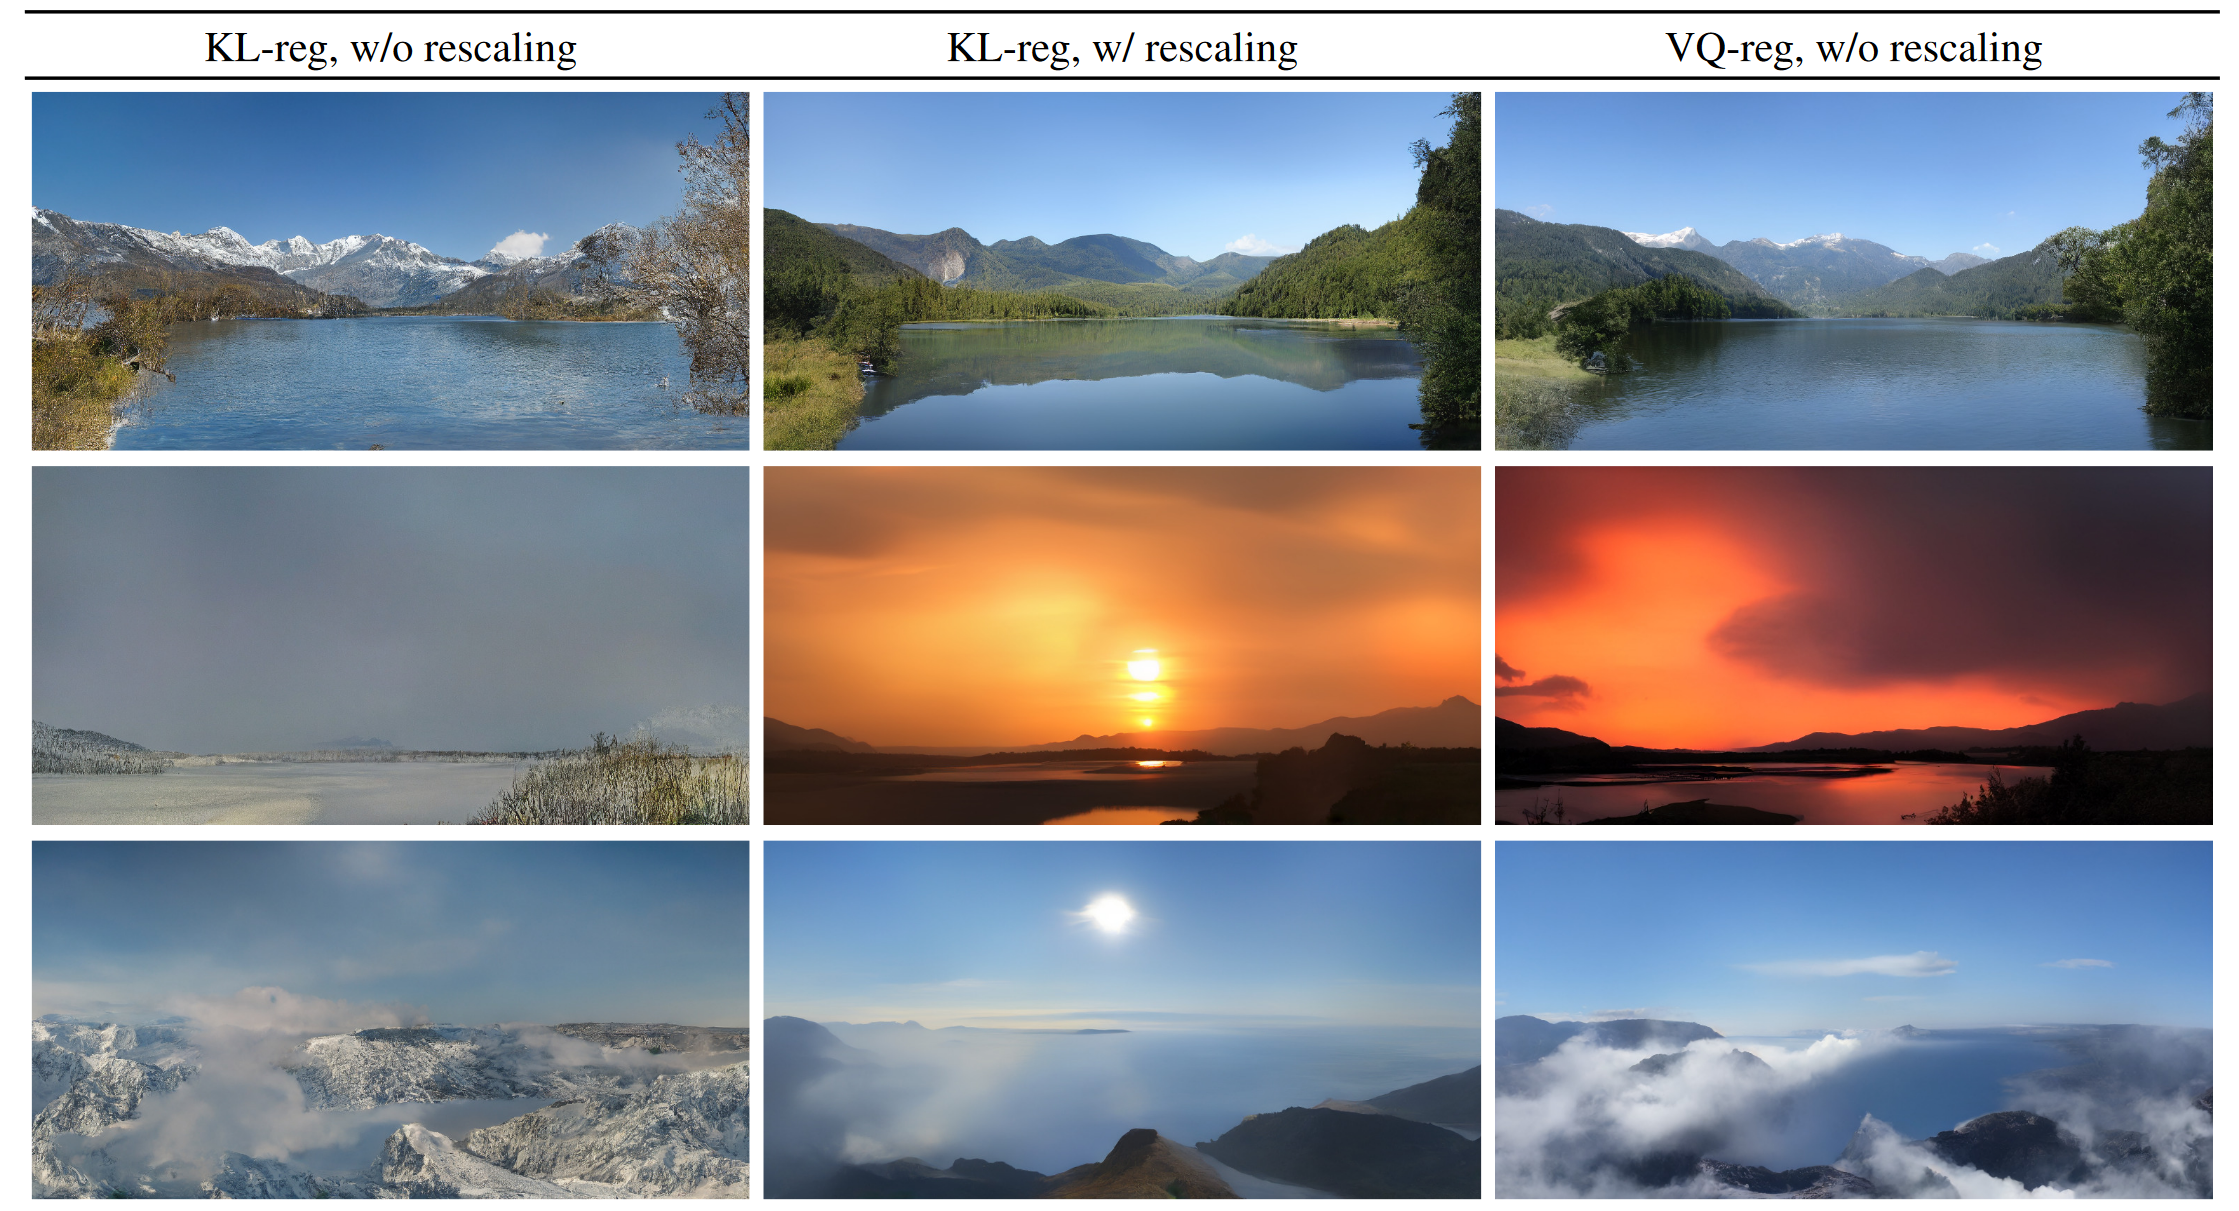 KL-reg, w/o rescaling
KL-reg, w/ rescaling
VQ-reg, w/o rescaling